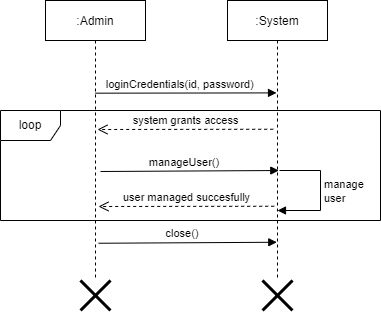 :Admin
:System
loginCredentials(id, password)
loop
system grants access
manageUser()
manage
user
user managed succesfully
close()